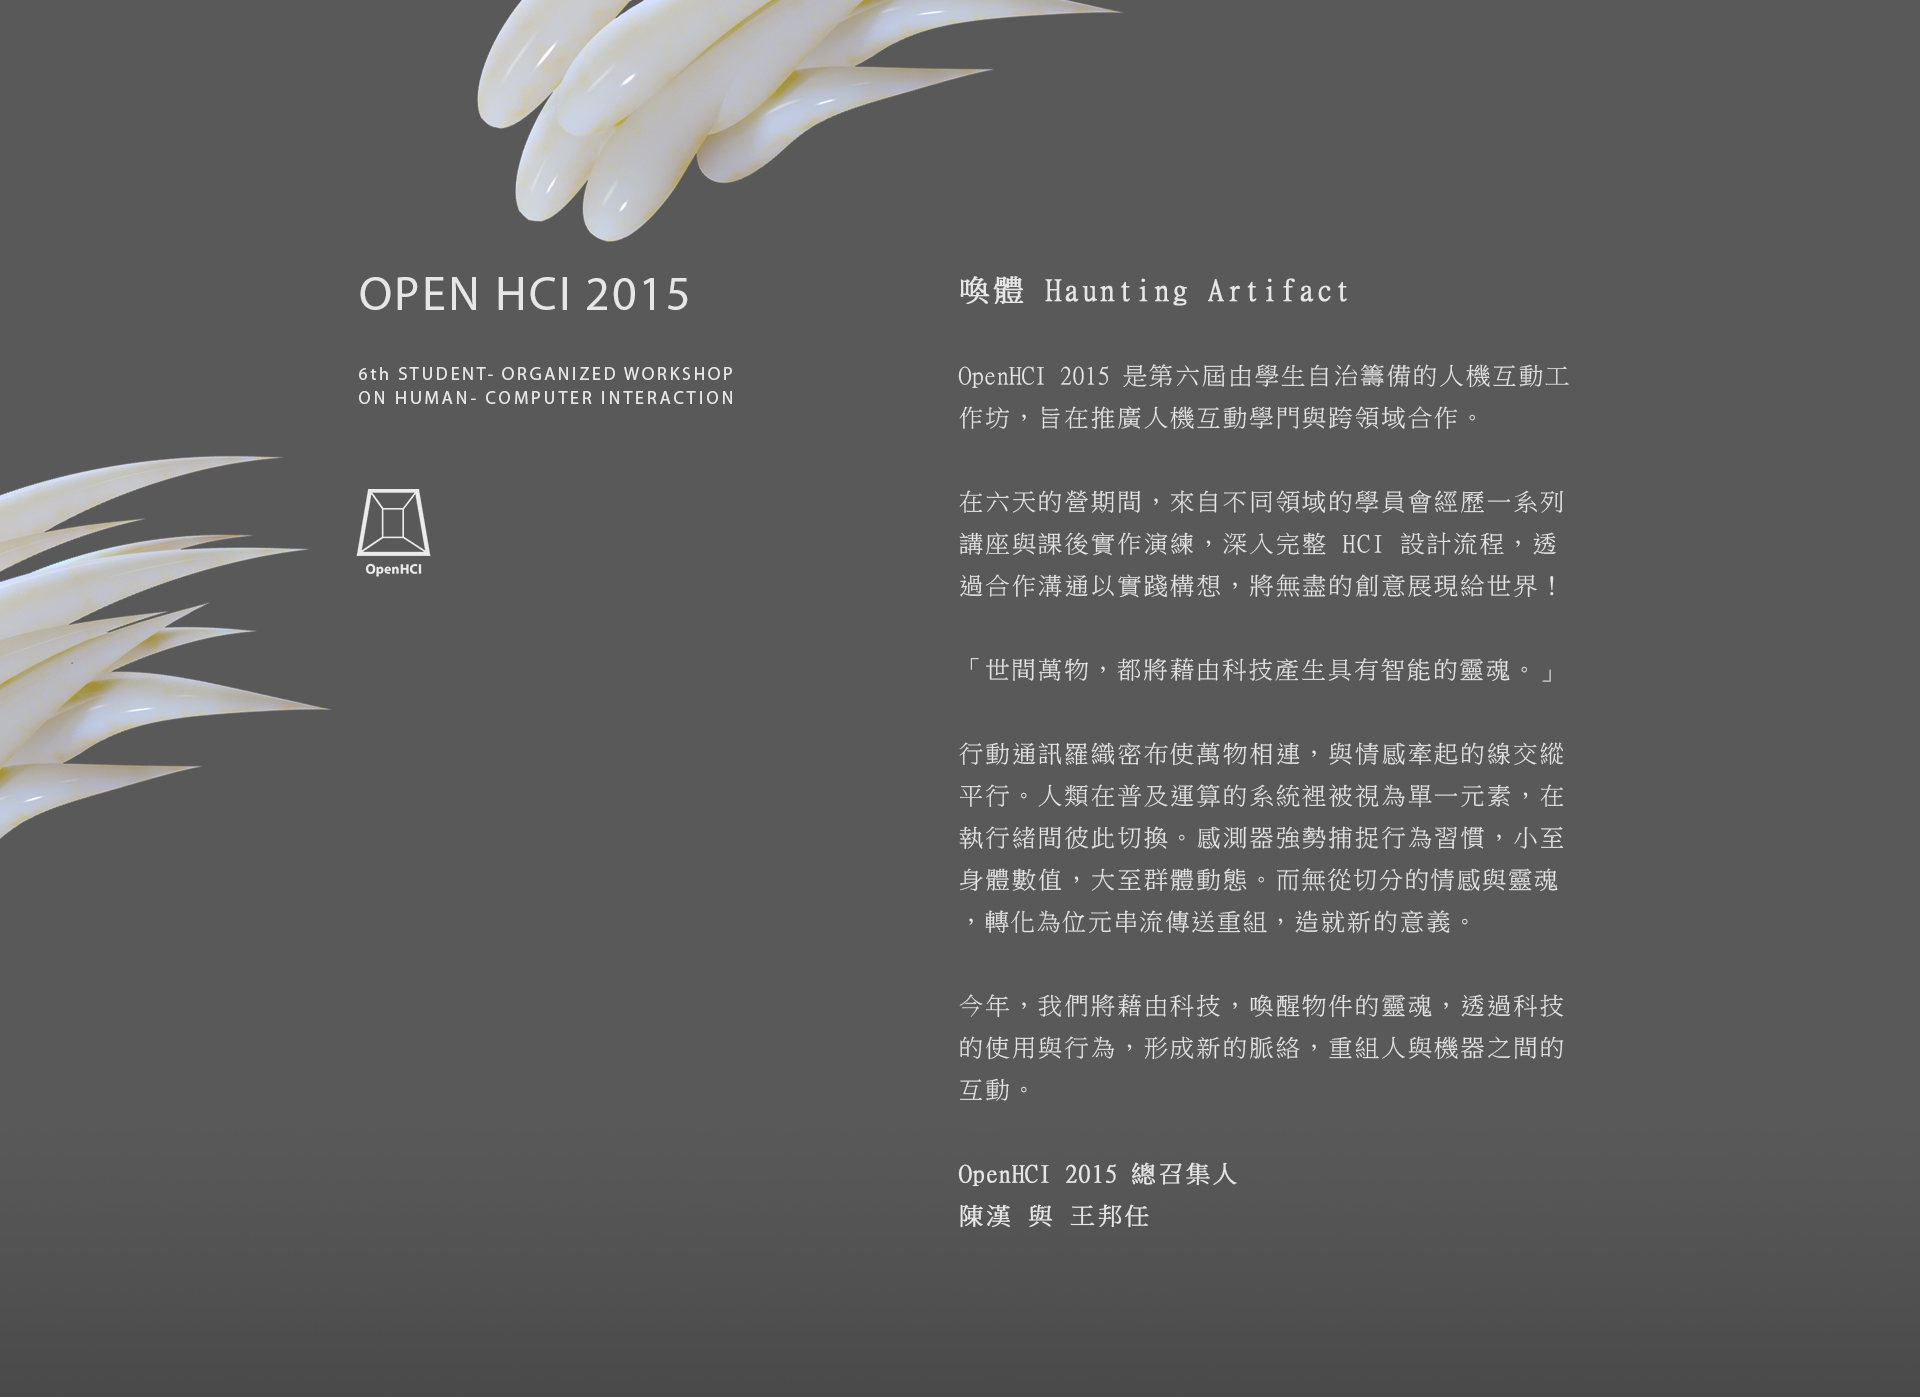 OPEN HCI 2015
6th STUDENT- ORGANIZED WORKSHOP
ON HUMAN- COMPUTER INTERACTION
OpenHCI
喚體 Haunting Artifact
OpenHCI 2015 是第六屆由學生自治籌備的人機互動工
作坊，旨在推廣人機互動學門與跨領域合作。
在六天的營期間，來自不同領域的學員會經歷一系列
講座與課後實作演練，深入完整 HCI 設計流程，透
過合作溝通以實踐構想，將無盡的創意展現給世界！
「世間萬物，都將藉由科技產生具有智能的靈魂。」
行動通訊羅織密布使萬物相連，與情感牽起的線交縱
平行。人類在普及運算的系統裡被視為單一元素，在
執行緒間彼此切換。感測器強勢捕捉行為習慣，小至
身體數值，大至群體動態。而無從切分的情感與靈魂
，轉化為位元串流傳送重組，造就新的意義。
今年，我們將藉由科技，喚醒物件的靈魂，透過科技
的使用與行為，形成新的脈絡，重組人與機器之間的
互動。
OpenHCI 2015 總召集人
陳漢 與 王邦任